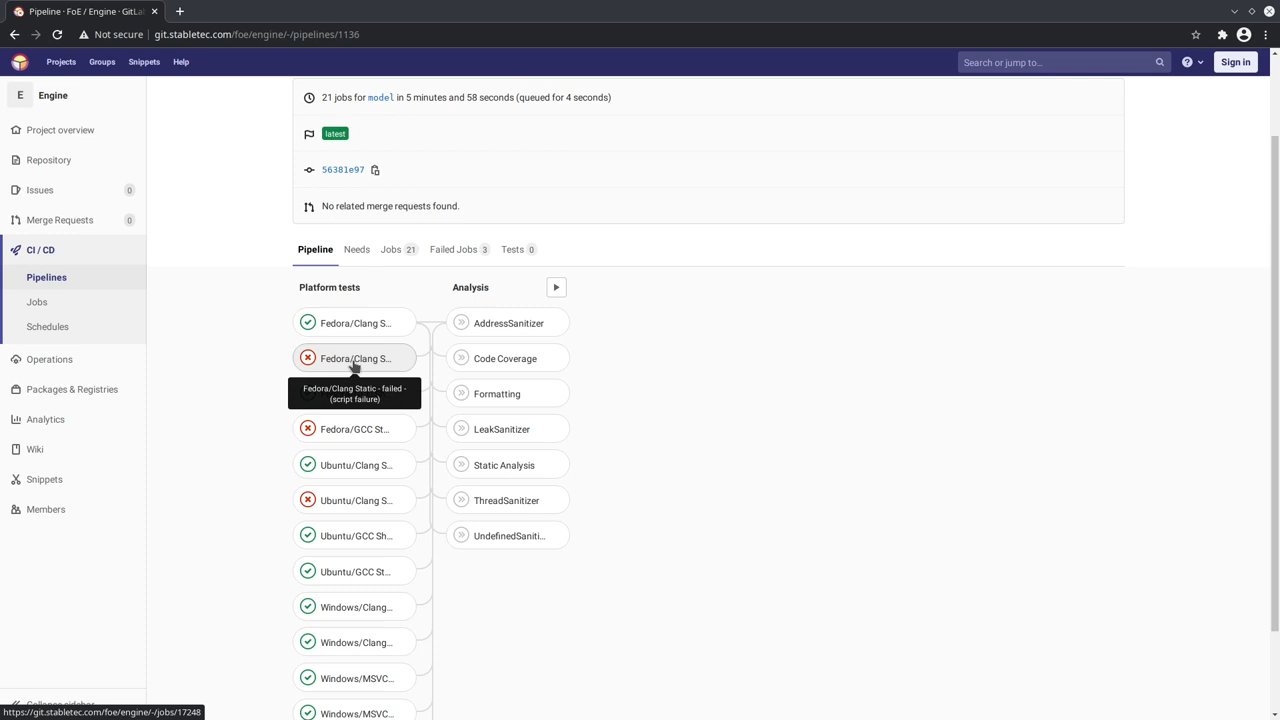 Pipeline · FoE / Engine · GitLa
Not secure
git.stabletec.com/foe/engine/-/pipelines/1136
Projects
Groups
Snippets
Help
Search or jump to...
Sign in
E
Engine
Project overview
Repository
Issues
0
Merge Requests
0
CI / CD
Pipelines
Jobs
Schedules
Operations
Packages & Registries
Analytics
Wiki
Snippets
Members
Collapse sidebar
https://git.stabletec.com/foe/engine/-/jobs/17248
21 jobs for model in 5 minutes and 58 seconds (queued for 4 seconds)
latest
56381e97
No related merge requests found.
Pipeline
Needs
Jobs 21
Failed Jobs 3
Tests 0
Platform tests
Fedora/Clang S...
Fedora/Clang S...
Fedora/Clang Static - failed -
(script failure)
Fedora/GCC St...
Ubuntu/Clang S...
Ubuntu/Clang S...
Ubuntu/GCC Sh...
Ubuntu/GCC St...
Windows/Clang...
Windows/Clang...
Windows/MSVC...
Windows/MSVC...
Analysis
AddressSanitizer
Code Coverage
Formatting
LeakSanitizer
Static Analysis
ThreadSanitizer
UndefinedSaniti...